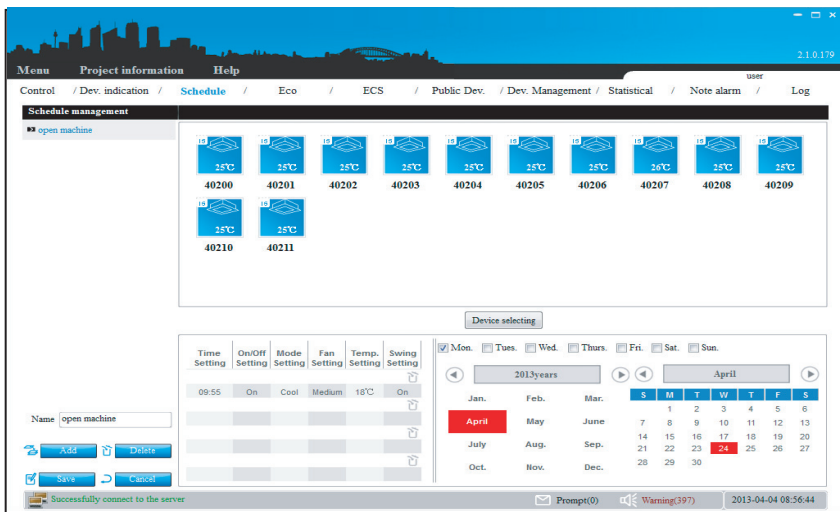 2.1.0.179
Menu Project information Help
user
Control / Dev. indication / Schedule / Eco / ECS / Public Dev. / Dev. Management / Statistical / Note alarm / Log
Schedule management
open machine
25℃ 25℃ 25℃ 25℃ 25℃ 25℃ 25℃ 26℃ 25℃ 25℃
40200 40201 40202 40203 40204 40205 40206 40207 40208 40209
25℃ 25℃
40210 40211
Device selecting
Time Setting On/Off Setting Mode Setting Fan Setting Temp. Setting Swing Setting
09:55 On Cool Medium 18℃ On
Mon. Tues. Wed. Thurs. Fri. Sat. Sun.
2013years April
Jan. Feb. Mar.
April May June
July Aug. Sep.
Oct. Nov. Dec.
S M T W T F S
1 2 3 4 5 6
7 8 9 10 11 12 13
14 15 16 17 18 19 20
21 22 23 24 25 26 27
28 29 30
Name open machine
Add Delete
Save Cancel
Successfully connect to the server Prompt(0) Warning(397) 2013-04-04 08:56:44